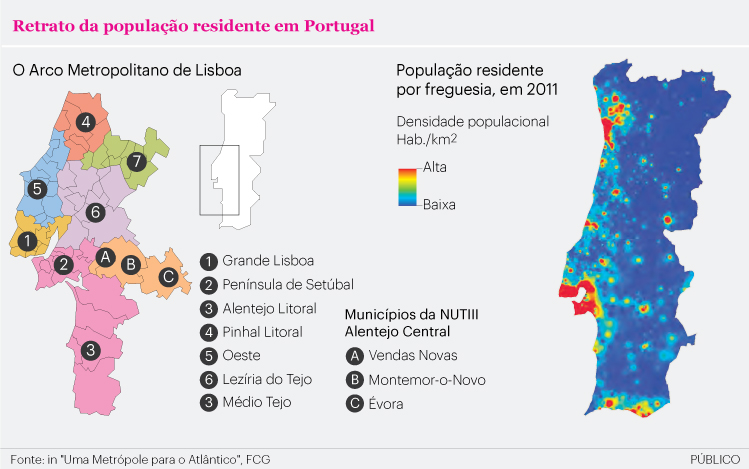 Retrato da população residente em Portugal
O Arco Metropolitano de Lisboa
4
7
5
6
1
2
A
B
C
3
1 Grande Lisboa
2 Península de Setúbal
3 Alentejo Litoral
4 Pinhal Litoral
5 Oeste
6 Lezíria do Tejo
3 Médio Tejo
População residente
por freguesia, em 2011
Densidade populacional
Hab./km2
Alta
Baixa
Municípios da NUTIII
Alentejo Central
A Vendas Novas
B Montemor-o-Novo
C Évora
Fonte: in "Uma Metrópole para o Atlântico", FCG
PÚBLICO